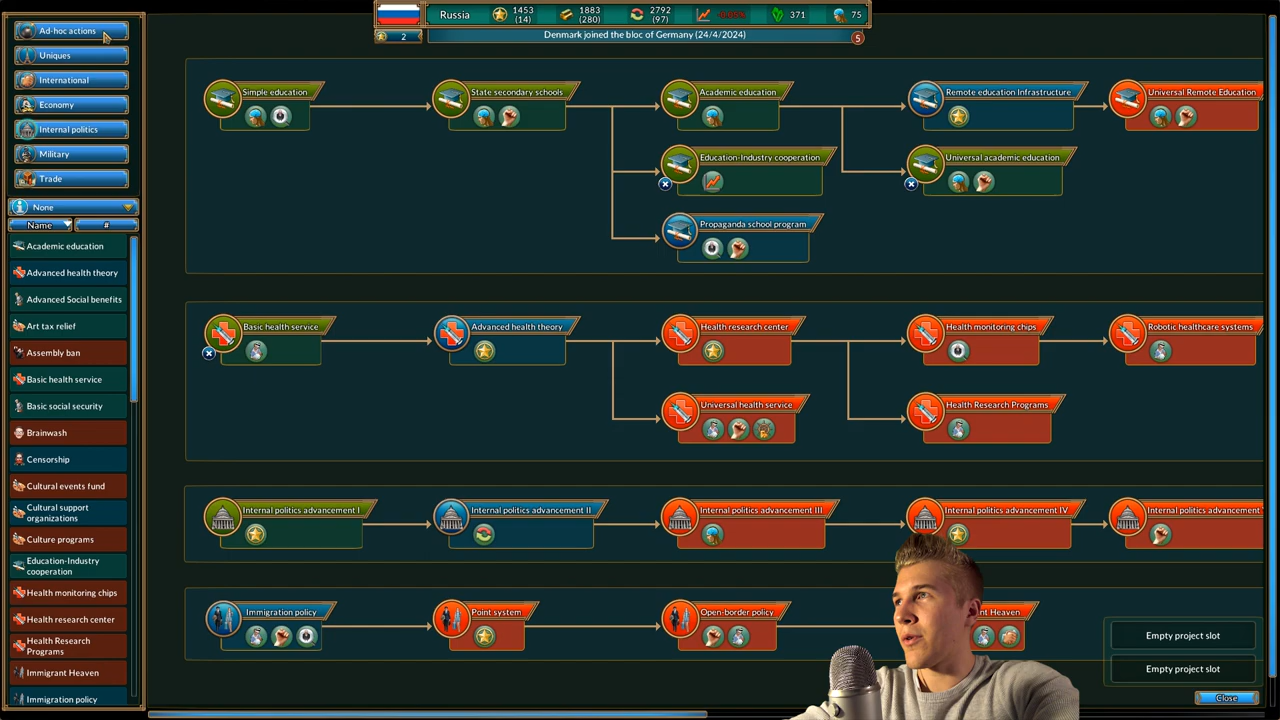 Russia
1453
(14)
1883
(280)
2792
(97)
371
75
2
Denmark joined the bloc of Germany (24/4/2024)
5
Ad-hoc actions
Uniques
International
Economy
Internal politics
Military
Trade
None
Name
#
Academic education
Advanced health theory
Advanced Social benefits
Art tax relief
Assembly ban
Basic health service
Basic social security
Brainwash
Censorship
Cultural events fund
Cultural support
organizations
Culture programs
Education-Industry
cooperation
Health monitoring chips
Health research center
Health Research
Programs
Immigrant Heaven
Immigration policy
Simple education
State secondary schools
Academic education
Remote education Infrastructure
Universal Remote Education
Education-Industry cooperation
Universal academic education
Propaganda school program
Basic health service
Advanced health theory
Health research center
Health monitoring chips
Robotic healthcare systems
Universal health service
Health Research Programs
Internal politics advancement I
Internal politics advancement II
Internal politics advancement III
Internal politics advancement IV
Internal politics advancement
Immigration policy
Point system
Open-border policy
nt Heaven
Empty project slot
Empty project slot
Close